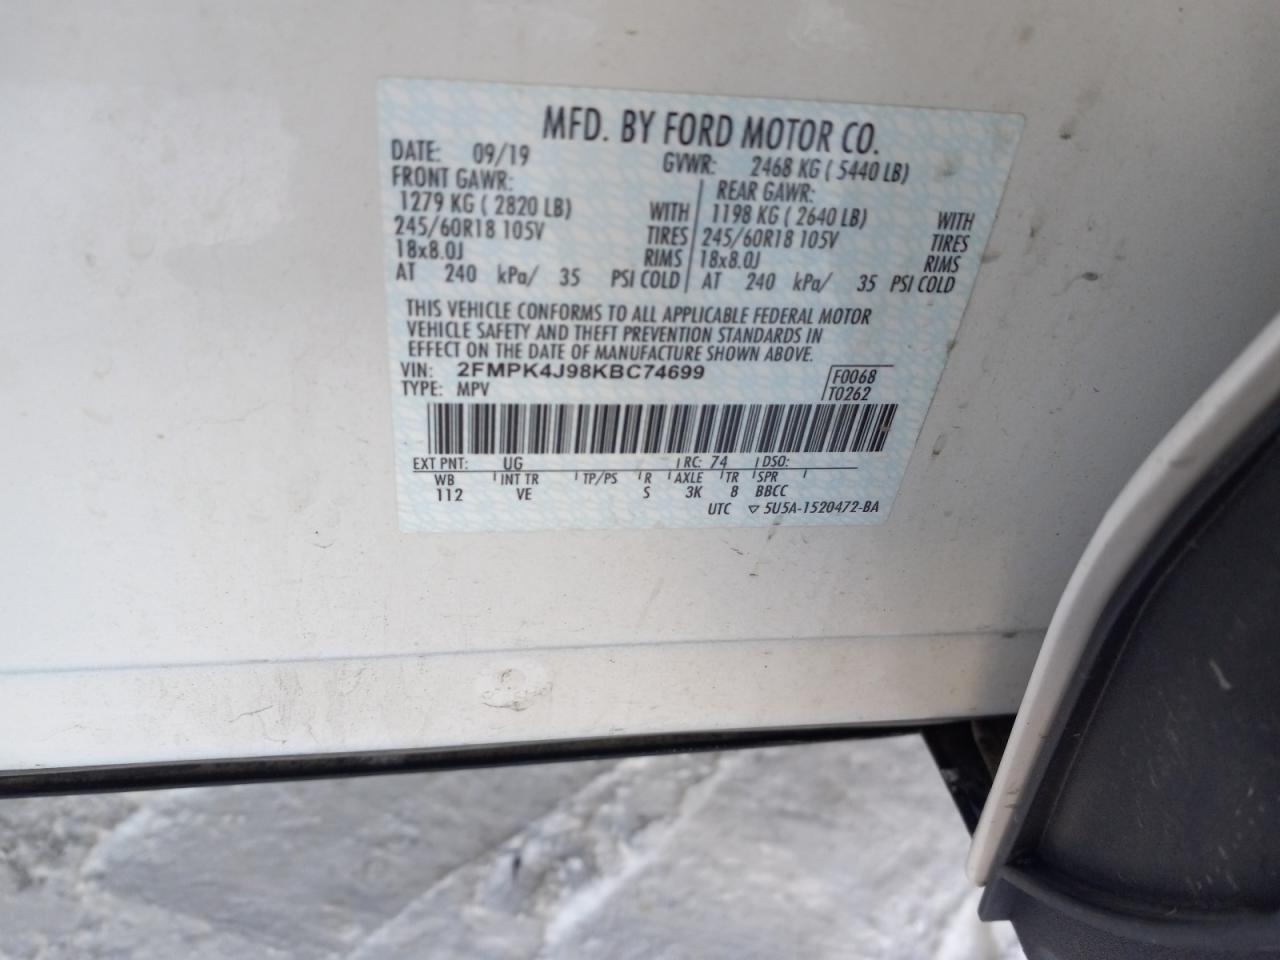 MFD. BY FORD MOTOR CO.
DATE: 09/19 GVWR: 2468 KG ( 5440 LB)
FRONT GAWR: REAR GAWR:
1279 KG ( 2820 LB) WITH 1198 KG ( 2640 LB) WITH
245/60R18 105V TIRES 245/60R18 105V TIRES
18x8.0J RIMS 18x8.0J RIMS
AT 240 kPa/ 35 PSI COLD AT 240 kPa/ 35 PSI COLD
THIS VEHICLE CONFORMS TO ALL APPLICABLE FEDERAL MOTOR
VEHICLE SAFETY AND THEFT PREVENTION STANDARDS IN
EFFECT ON THE DATE OF MANUFACTURE SHOWN ABOVE.
VIN: 2FMPK4J98KBC74699 F0068
TYPE: MPV T0262
EXT PNT: UG RC: 74 DSO:
WB INT TR TP/PS R AXLE TR SPR
112 VE S 3K 8 BBCC
UTC ▽ 5U5A-1520472-BA